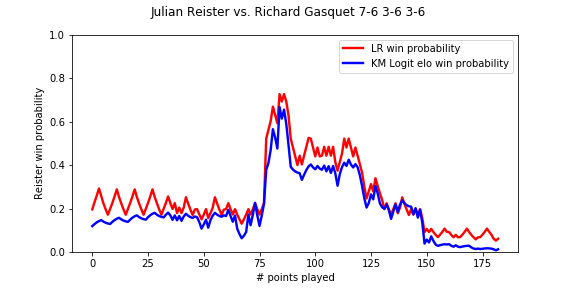 Julian Reister vs. Richard Gasquet 7-6 3-6 3-6
LR win probability
KM Logit elo win probability
Reister win probability
1.0
0.8
0.6
0.4
0.2
0.0
0
25
50
75
100
125
150
175
# points played